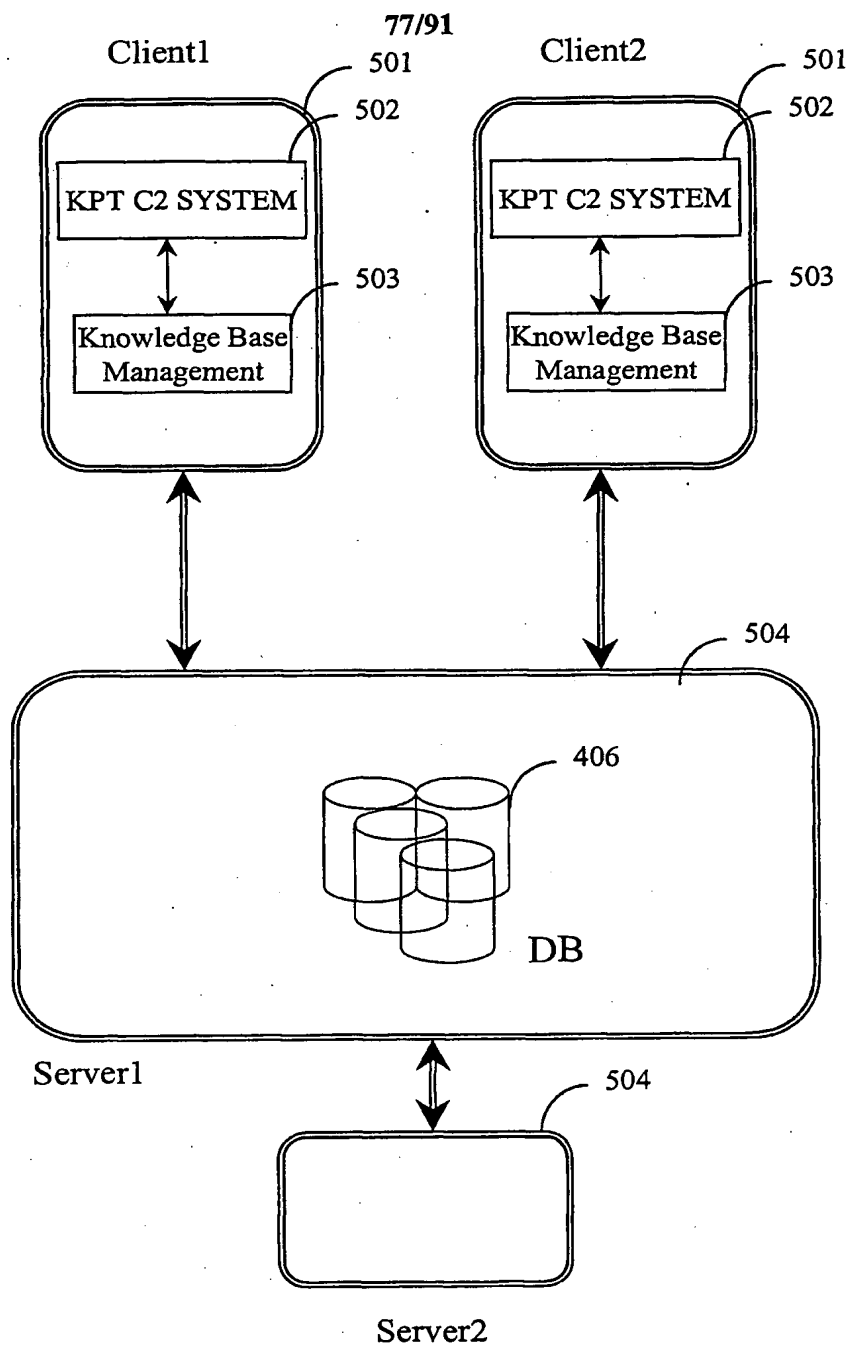 77/91
Client1
Client2
501
501
502
502
KPT C2 SYSTEM
KPT C2 SYSTEM
503
503
Knowledge Base
Management
Knowledge Base
Management
504
406
DB
Server1
504
Server2